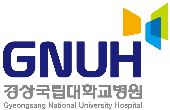 GNUH
경상국립대학교병원
Gyeongsang National University Hospital